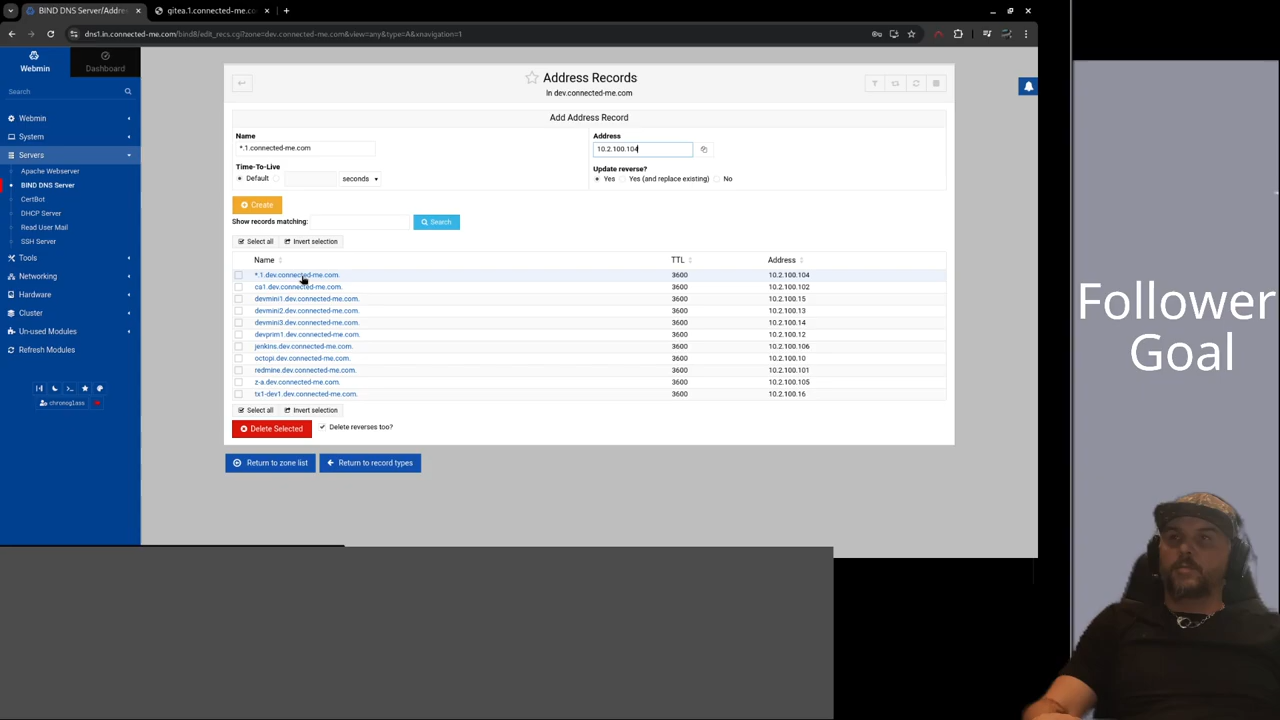 BIND DNS Server/Addre
gitea.1.connected-me.co
dns1.in.connected-me.com/bind8/edit_recs.cgi?zone=dev.connected-me.com&view=any&type=A&xnavigation=1
Webmin
Dashboard
Search
Webmin
System
Servers
Apache Webserver
BIND DNS Server
CertBot
DHCP Server
Read User Mail
SSH Server
Tools
Networking
Hardware
Cluster
Un-used Modules
Refresh Modules
chronoglass
Address Records
In dev.connected-me.com
Add Address Record
Name
*.1.connected-me.com
Address
10.2.100.104
Time-To-Live
Default
seconds
Update reverse?
Yes Yes (and replace existing) No
Create
Show records matching:
Search
Select all Invert selection
Name TTL Address
*.1.dev.connected-me.com. 3600 10.2.100.104
ca1.dev.connected-me.com. 3600 10.2.100.102
devmini1.dev.connected-me.com. 3600 10.2.100.15
devmini2.dev.connected-me.com. 3600 10.2.100.13
devmini3.dev.connected-me.com. 3600 10.2.100.14
devprim1.dev.connected-me.com. 3600 10.2.100.12
jenkins.dev.connected-me.com. 3600 10.2.100.106
octopi.dev.connected-me.com. 3600 10.2.100.10
redmine.dev.connected-me.com. 3600 10.2.100.101
z-a.dev.connected-me.com. 3600 10.2.100.105
tx1-dev1.dev.connected-me.com. 3600 10.2.100.16
Select all Invert selection
Delete Selected
Delete reverses too?
Return to zone list
Return to record types
Follower
Goal